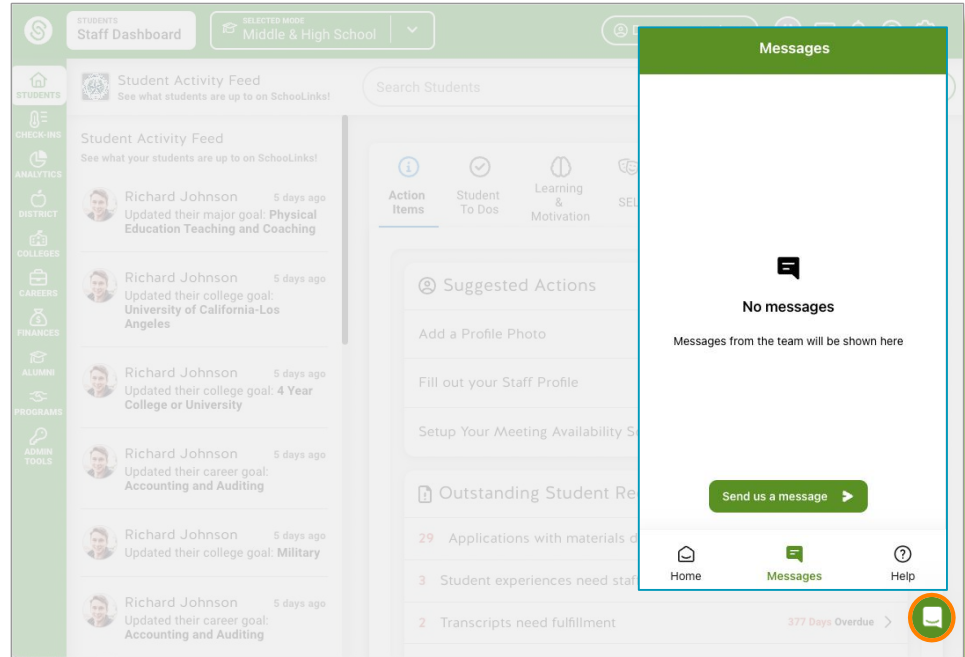 STUDENTS
Staff Dashboard
SELECTED MODE
Middle & High School
STUDENTS
CHECK-INS
ANALYTICS
DISTRICT
COLLEGES
CAREERS
FINANCES
ALUMNI
PROGRAMS
ADMIN
TOOLS
Student Activity Feed
See what students are up to on SchooLinks!
Search Students
Student Activity Feed
See what your students are up to on SchooLinks!
Richard Johnson 5 days ago
Updated their major goal: Physical
Education Teaching and Coaching
Richard Johnson 5 days ago
Updated their college goal:
University of California-Los
Angeles
Richard Johnson 5 days ago
Updated their college goal: 4 Year
College or University
Richard Johnson 5 days ago
Updated their career goal:
Accounting and Auditing
Richard Johnson 5 days ago
Updated their college goal: Military
Richard Johnson 5 days ago
Updated their career goal:
Accounting and Auditing
Action
Items
Student
To Dos
Learning
&
Motivation
SEL
Suggested Actions
Add a Profile Photo
Fill out your Staff Profile
Setup Your Meeting Availability
Outstanding Student
29 Applications with materials
3 Student experiences need
2 Transcripts need fulfillment
377 Days Overdue
Messages
No messages
Messages from the team will be shown here
Send us a message
Home
Messages
Help